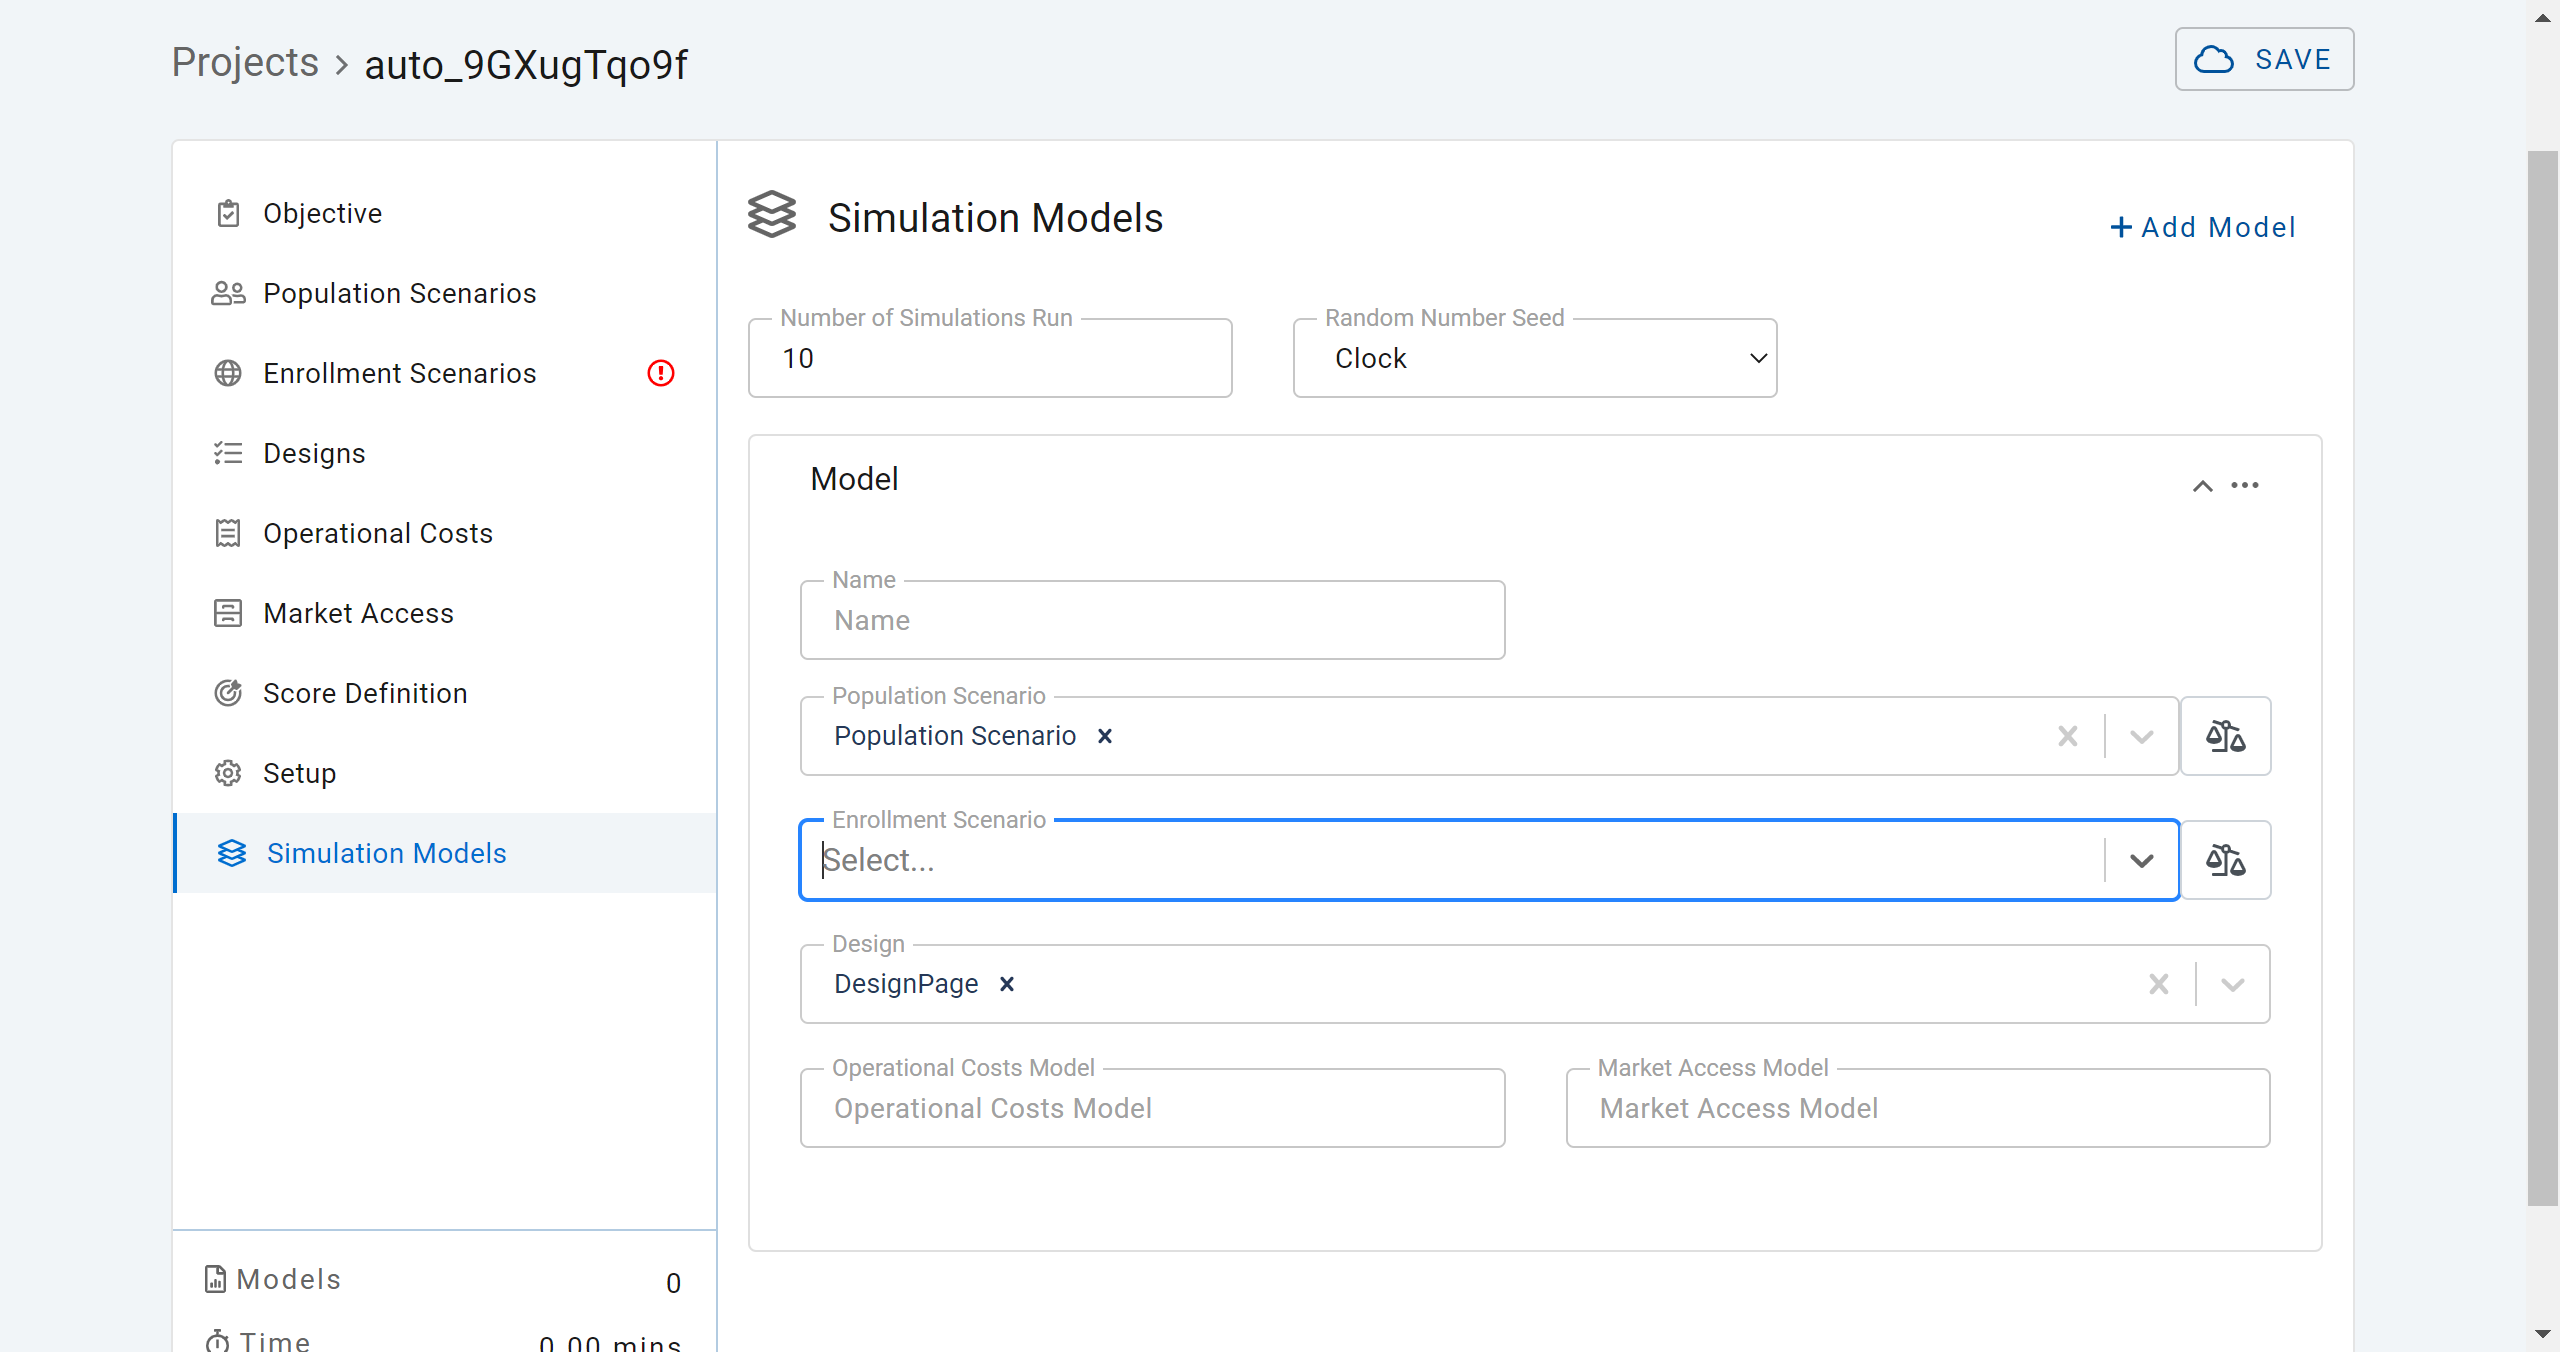 Projects > auto_9GXugTqo9f
SAVE
Objective
Population Scenarios
Enrollment Scenarios
Designs
Operational Costs
Market Access
Score Definition
Setup
Simulation Models
Models 0
Time 0.00 mins
Simulation Models
+ Add Model
Number of Simulations Run
10
Random Number Seed
Clock
Model
Name
Name
Population Scenario
Population Scenario
Enrollment Scenario
Select...
Design
DesignPage
Operational Costs Model
Operational Costs Model
Market Access Model
Market Access Model